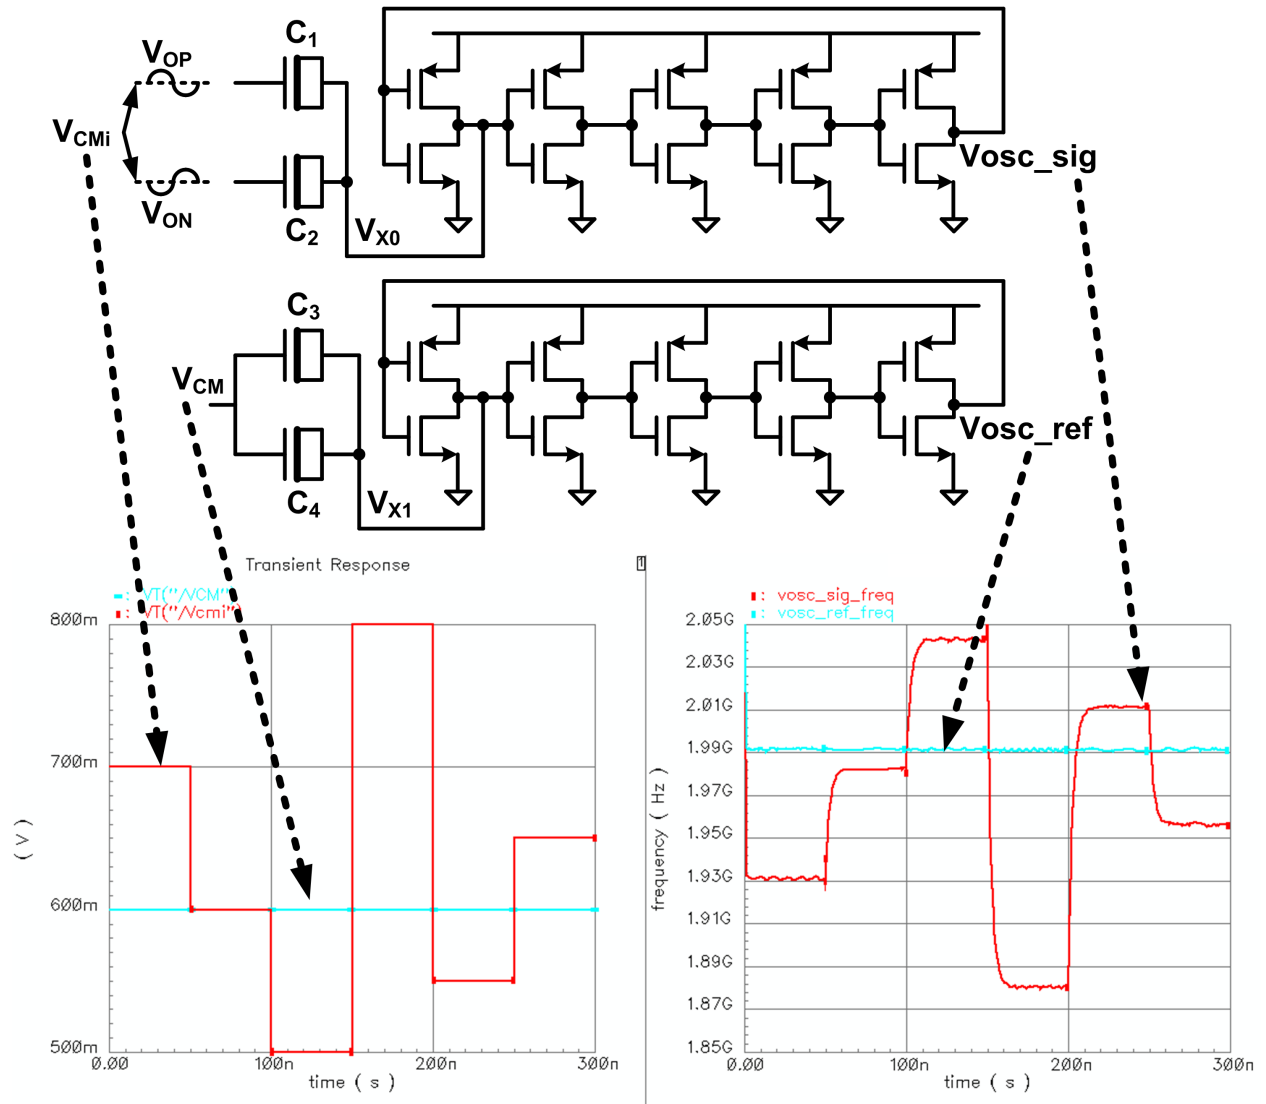 C1
VOP
VCMi
VON
C2
VX0
Vosc_sig
C3
VCM
C4
VX1
Vosc_ref
Transient Response
1
: VT("/VCM")
: VT("/Vcmi")
800m
700m
600m
500m
(V)
0.00
100n
200n
300n
time (s)
: vosc_sig_freq
: vosc_ref_freq
2.05G
2.03G
2.01G
1.99G
1.97G
1.95G
1.93G
1.91G
1.89G
1.87G
1.85G
frequency (Hz)
0.00
100n
200n
300n
time (s)